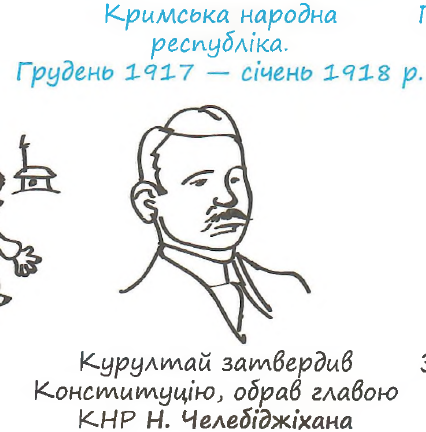 Кримська народна
республіка.
Грудень 1917 — січень 1918 р.
Курултай затвердив
Конституцію, обрав главою
КНР Н. Челебіджіхана